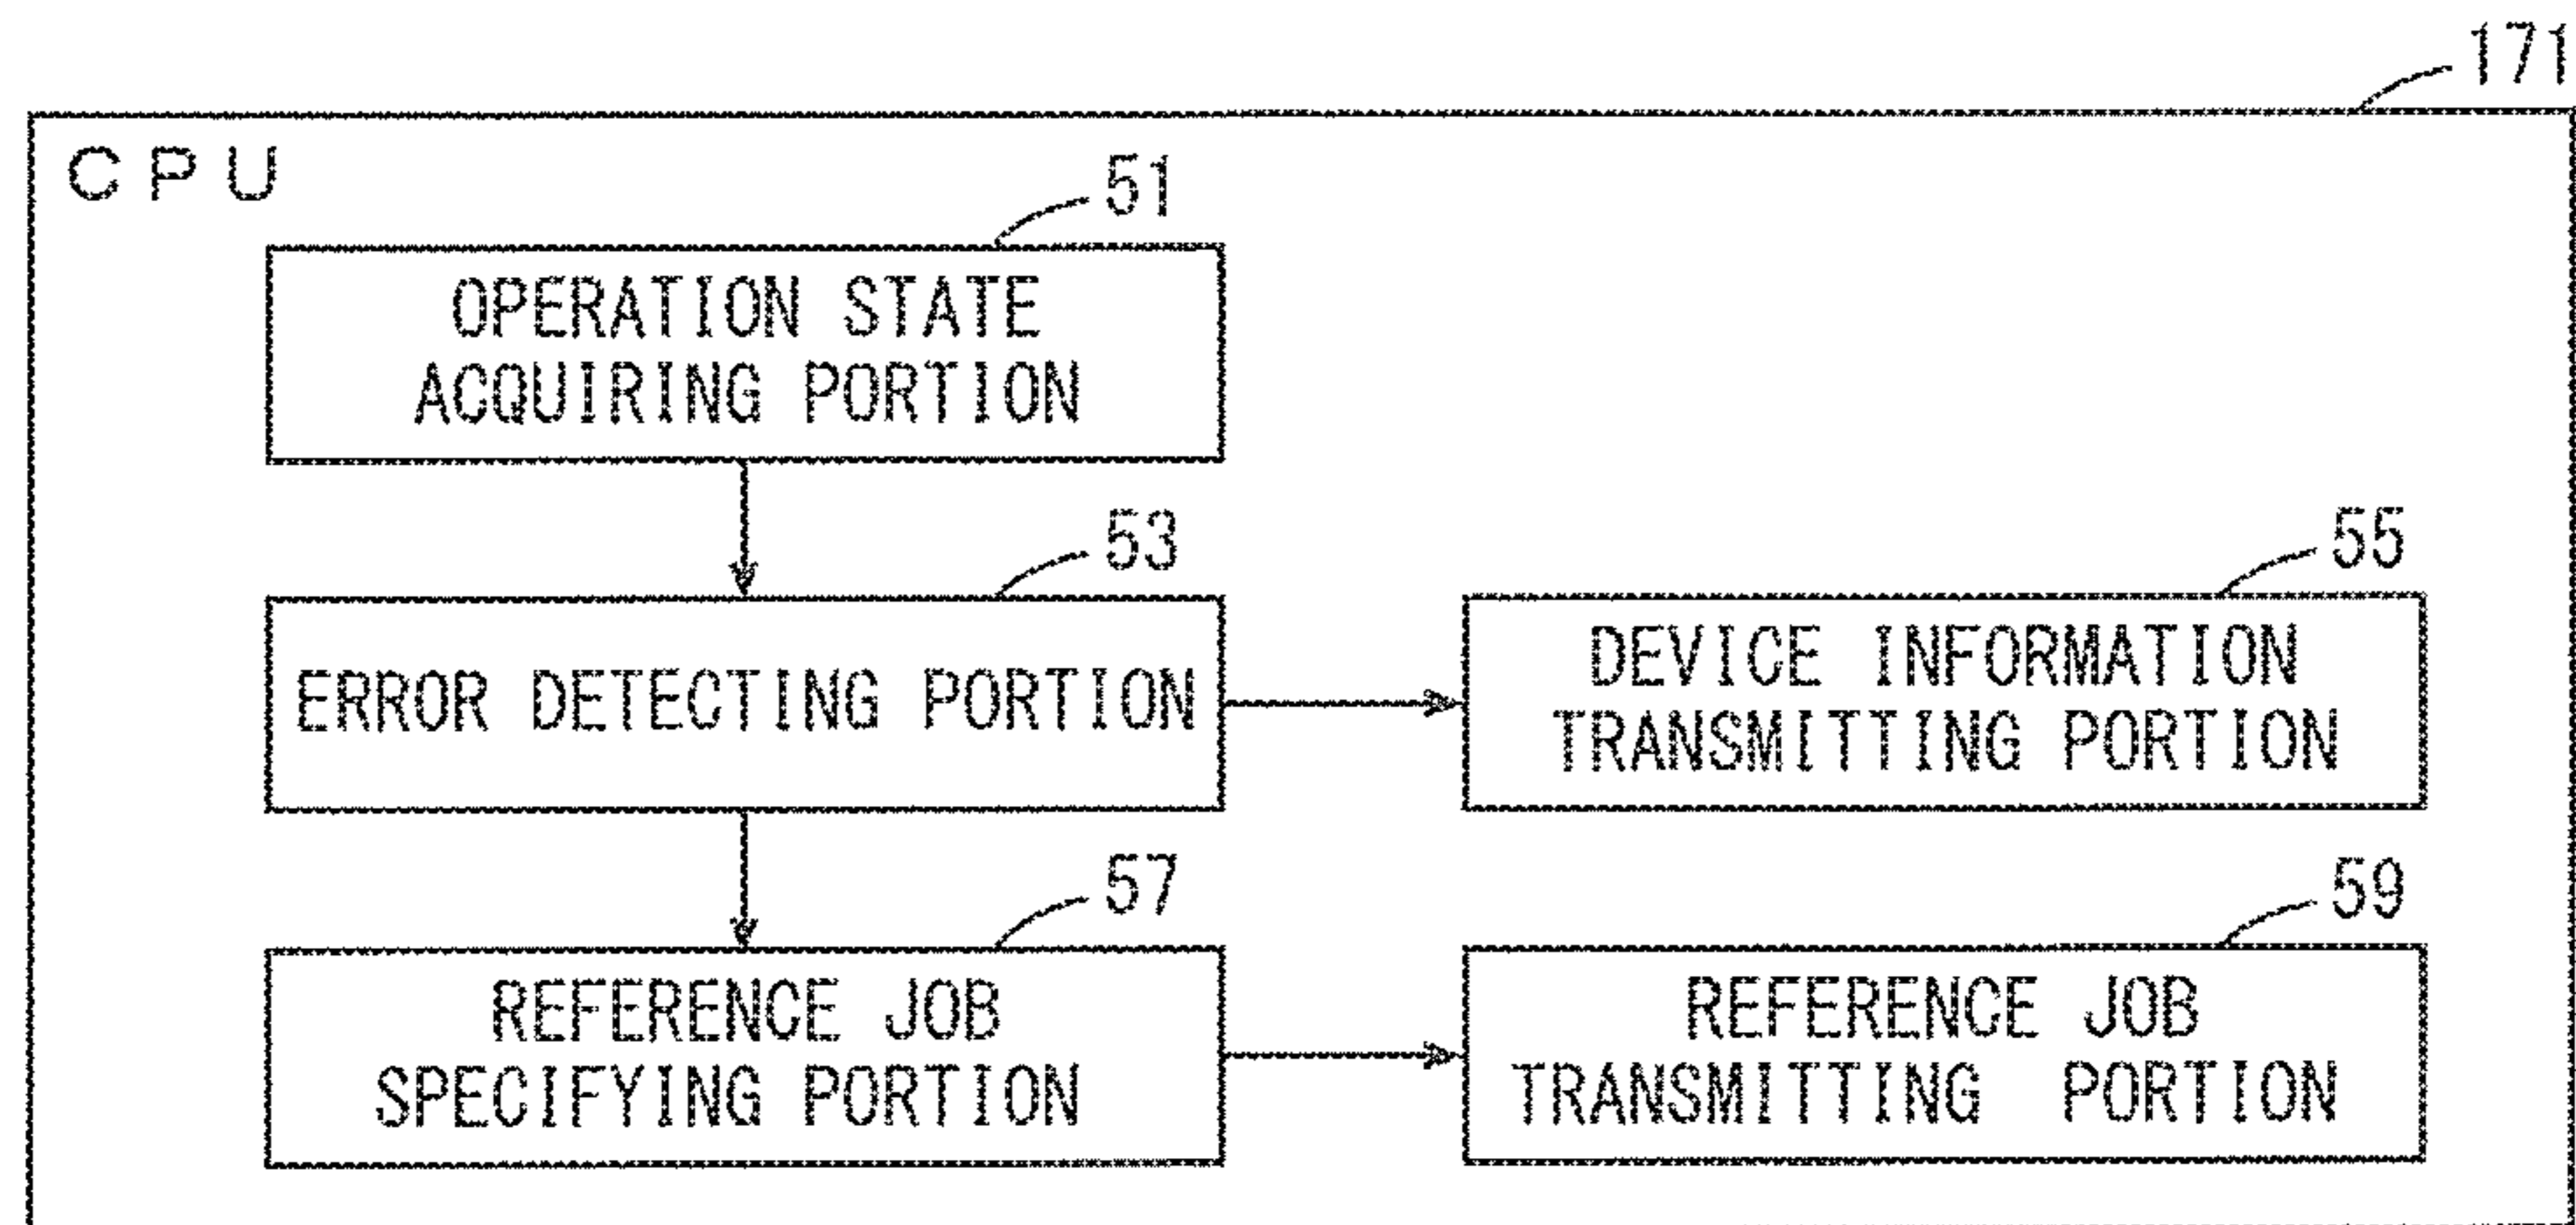 171
CPU
51
OPERATION STATE
ACQUIRING PORTION
53
ERROR DETECTING PORTION
55
DEVICE INFORMATION
TRANSMITTING PORTION
57
REFERENCE JOB
SPECIFYING PORTION
59
REFERENCE JOB
TRANSMITTING PORTION